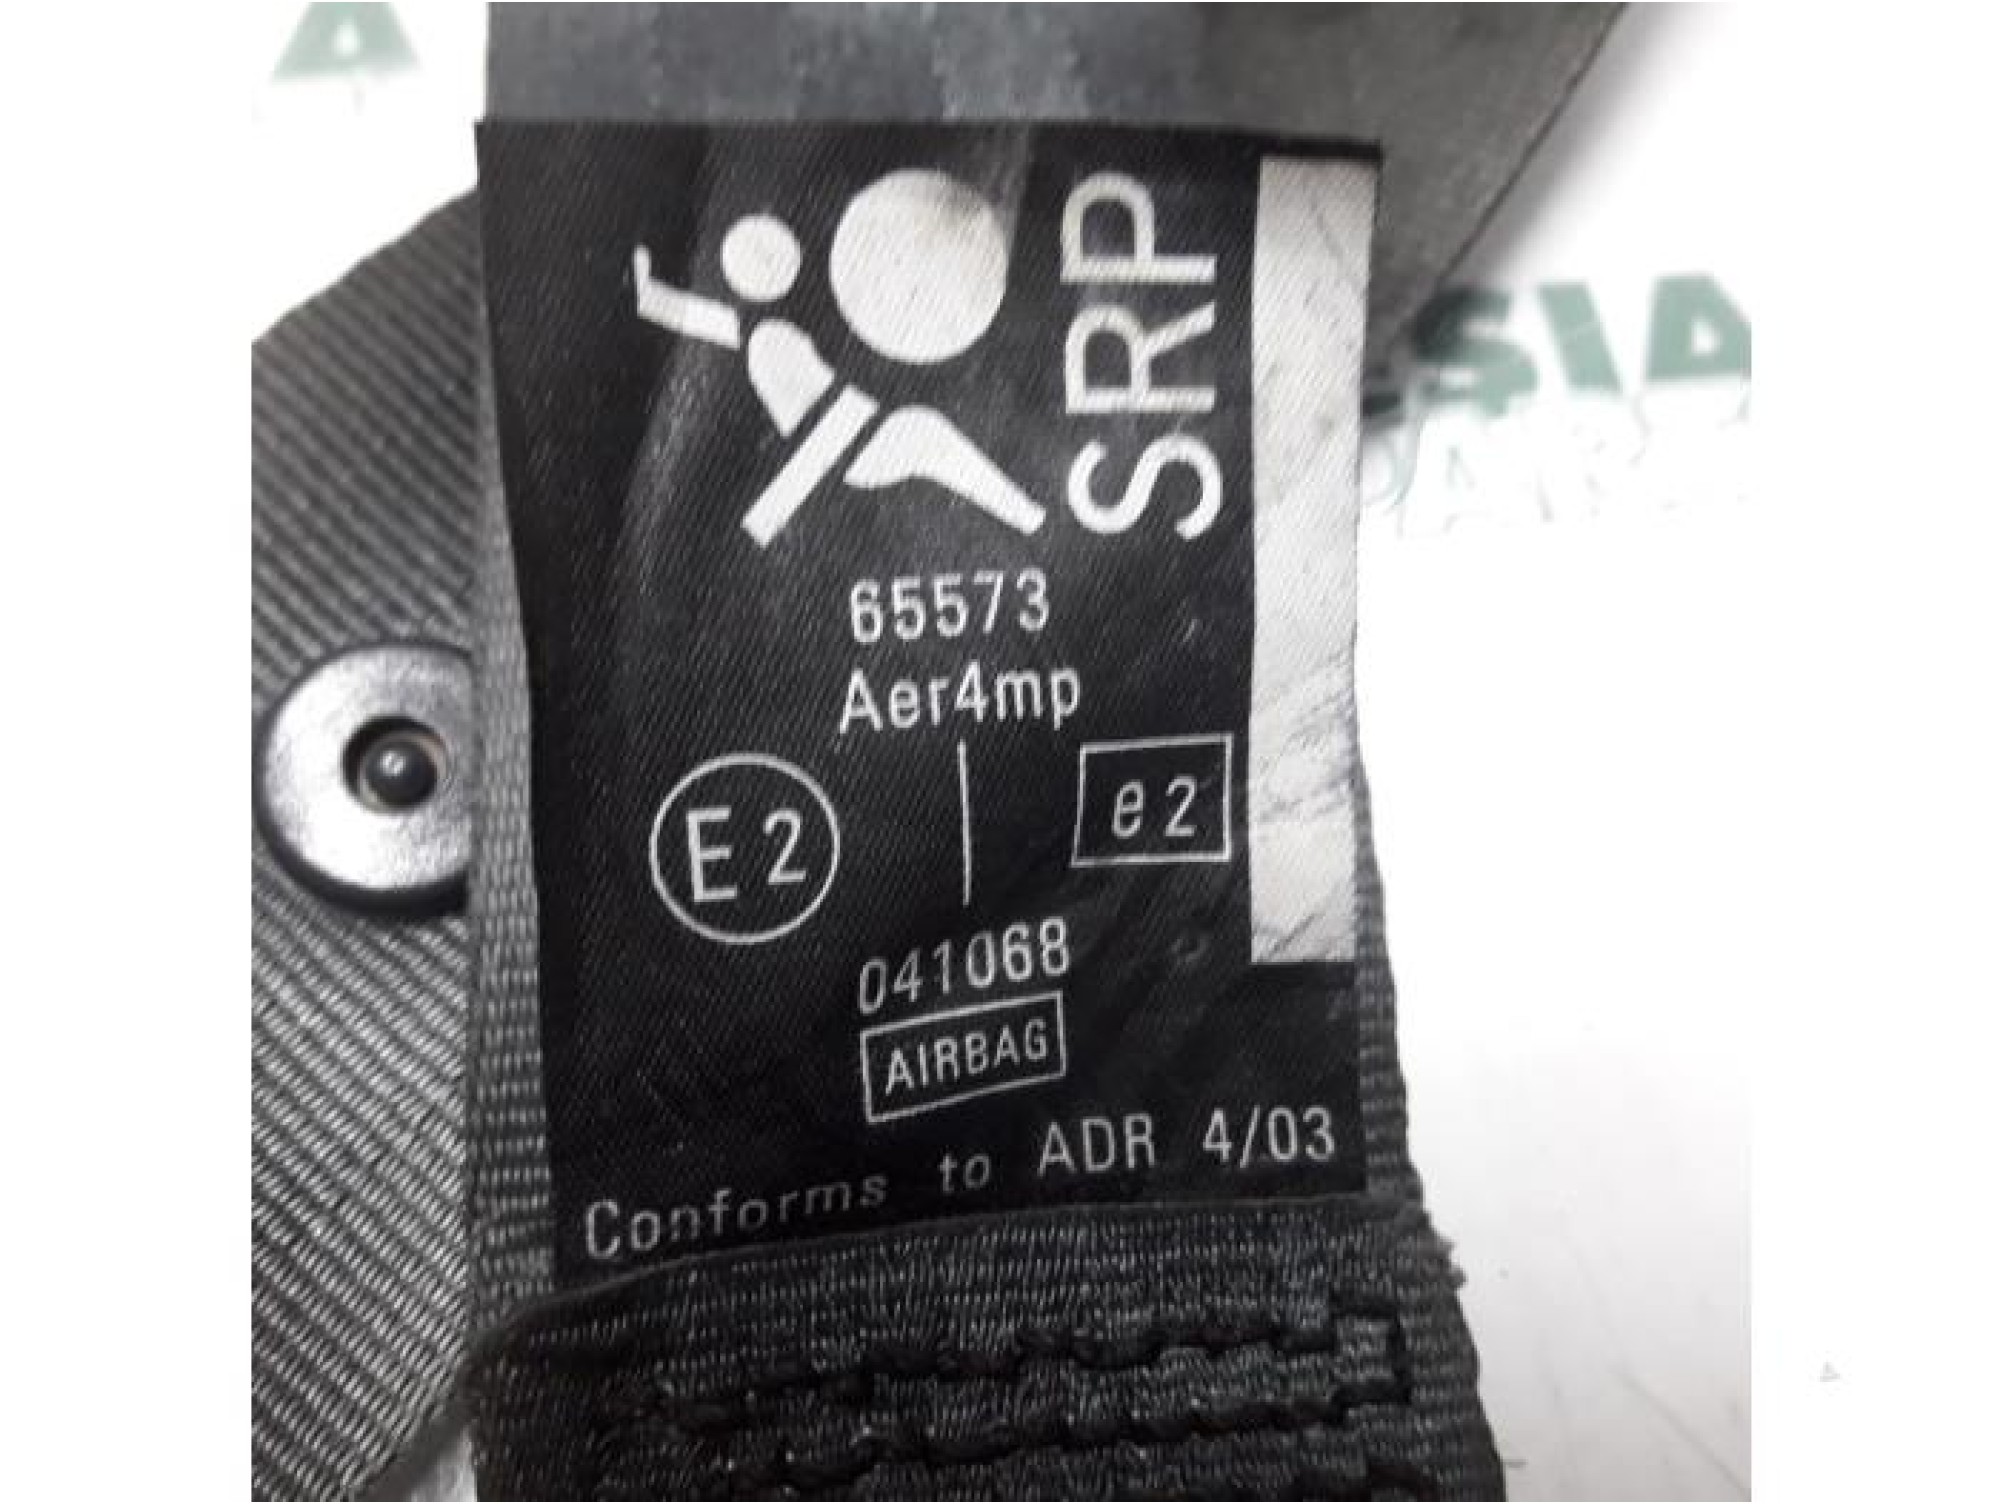 SRP
65573
Aer4mp
E2
e2
041068
AIRBAG
Conforms to ADR 4/03